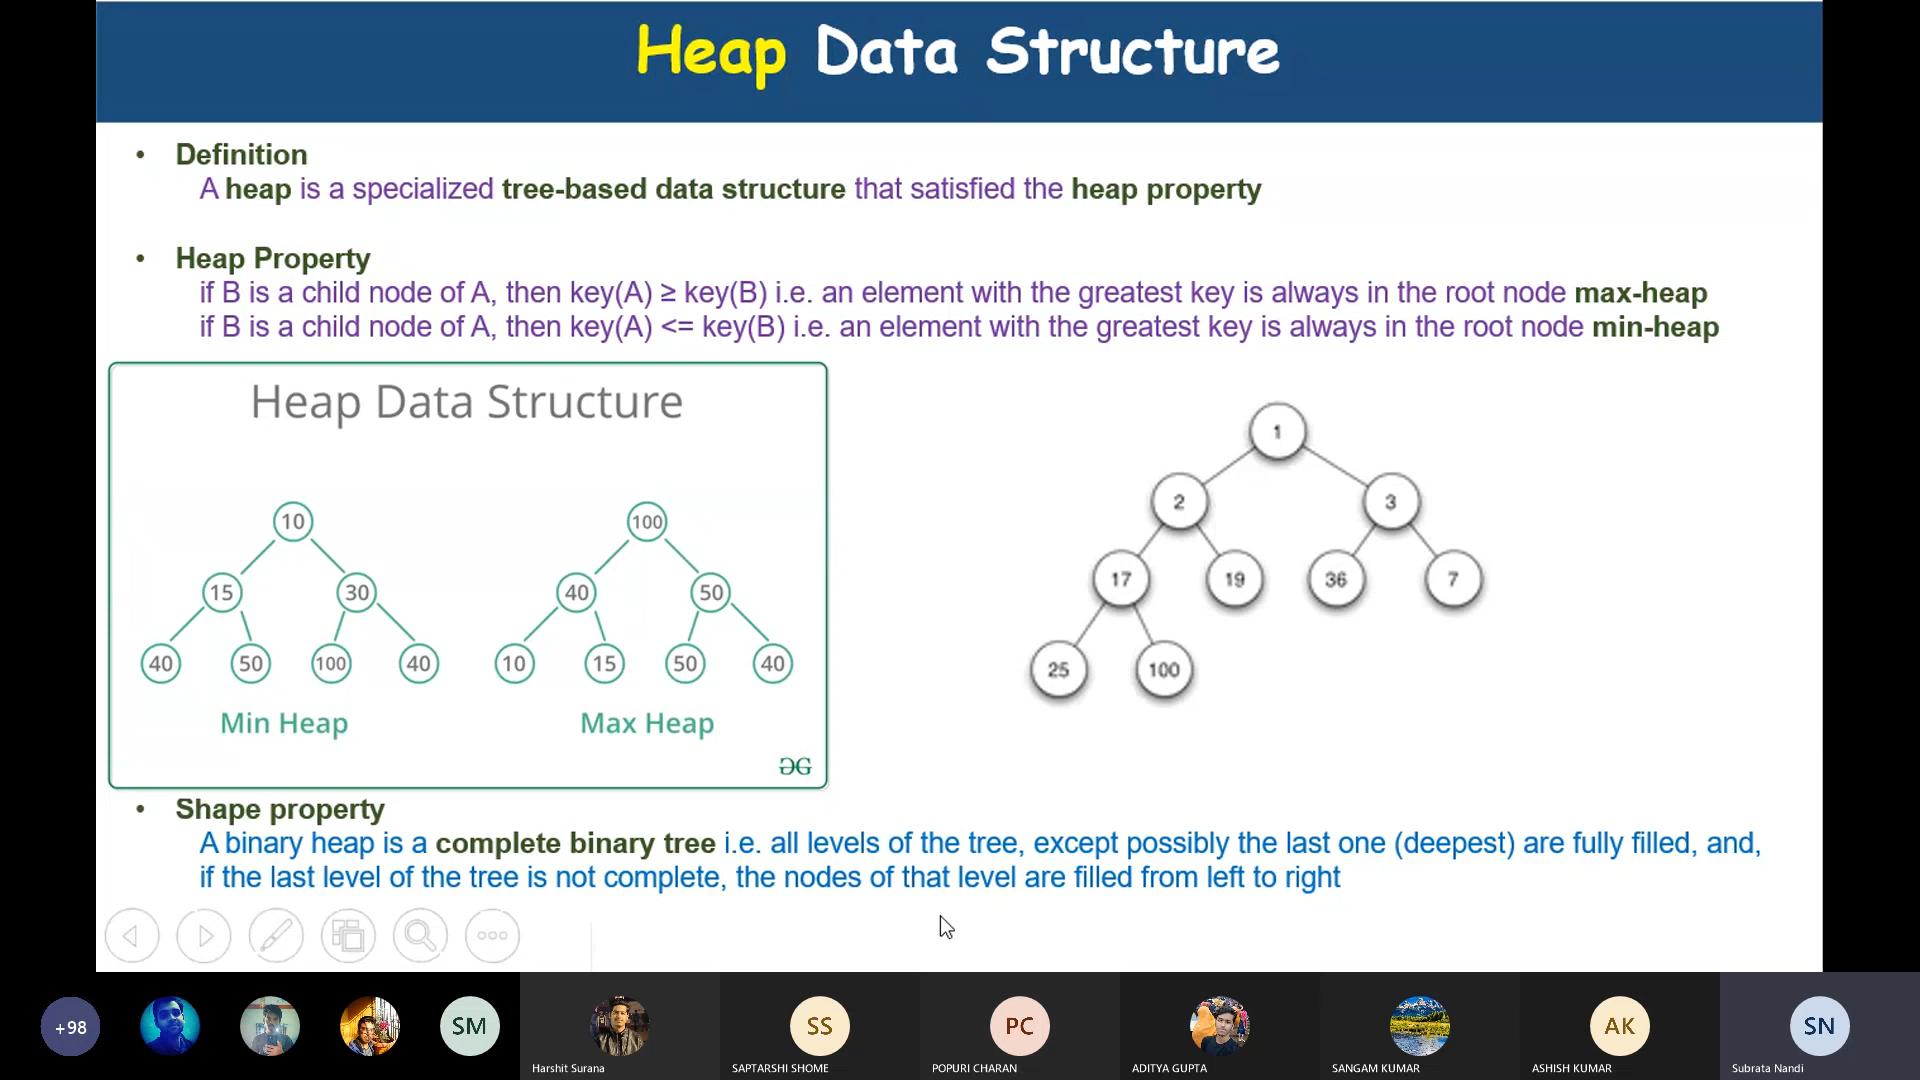 Heap Data Structure
• Definition
A heap is a specialized tree-based data structure that satisfied the heap property
• Heap Property
if B is a child node of A, then key(A) ≥ key(B) i.e. an element with the greatest key is always in the root node max-heap
if B is a child node of A, then key(A) <= key(B) i.e. an element with the greatest key is always in the root node min-heap
Heap Data Structure
10
15 30
40 50 100 40
Min Heap
100
40 50
10 15 50 40
Max Heap
1
2 3
17 19 36 7
25 100
• Shape property
A binary heap is a complete binary tree i.e. all levels of the tree, except possibly the last one (deepest) are fully filled, and,
if the last level of the tree is not complete, the nodes of that level are filled from left to right
+98
SM
Harshit Surana
SS
SAPTARSHI SHOME
PC
POPURI CHARAN
ADITYA GUPTA
SANGAM KUMAR
AK
ASHISH KUMAR
SN
Subrata Nandi